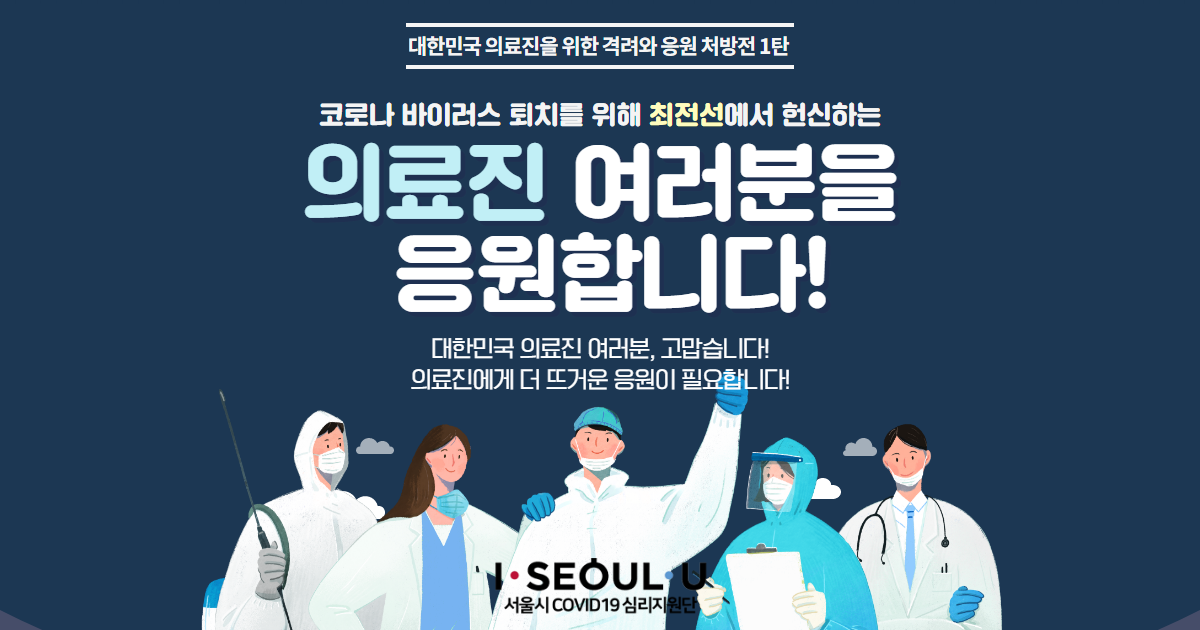 대한민국 의료진을 위한 격려와 응원 처방전 1탄
코로나 바이러스 퇴치를 위해 최전선에서 헌신하는
의료진 여러분을
응원합니다!
대한민국 의료진 여러분, 고맙습니다!
의료진에게 더 뜨거운 응원이 필요합니다!
I·SEOUL·U
서울시 COVID19 심리지원단